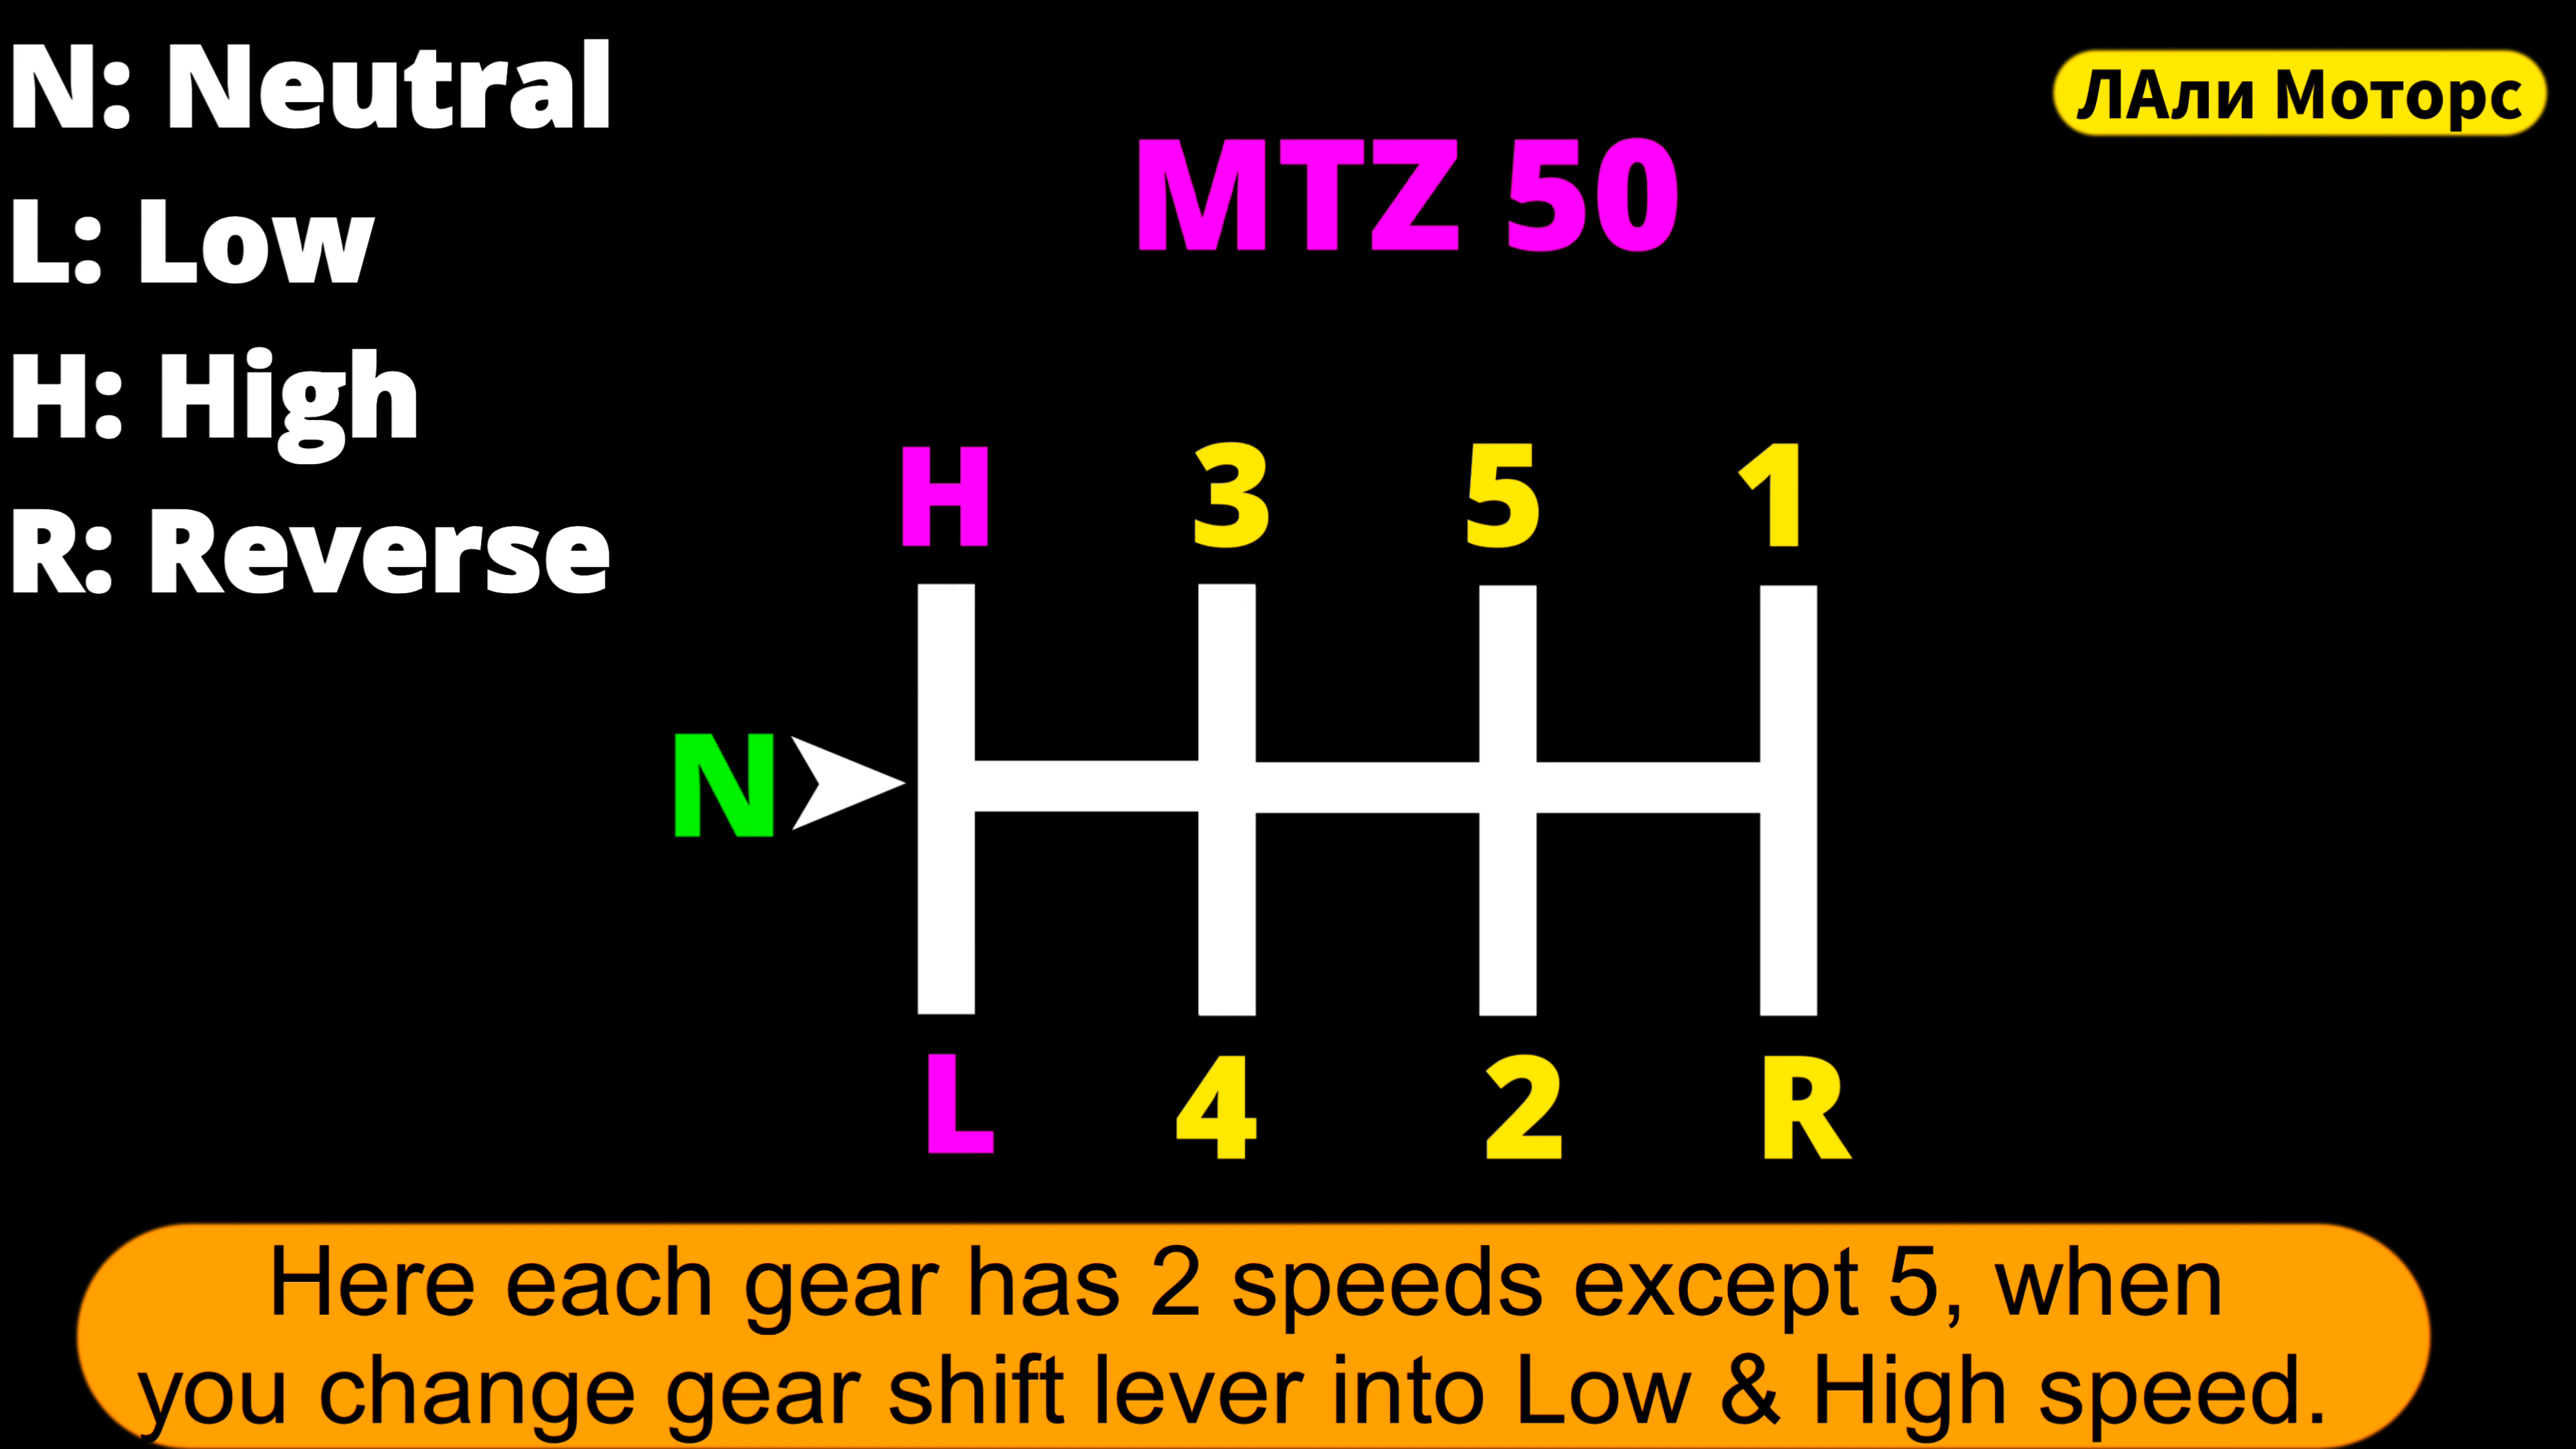 N: Neutral
L: Low
H: High
R: Reverse
ЛАли Моторс
MTZ 50
H 3 5 1
N
L 4 2 R
Here each gear has 2 speeds except 5, when
you change gear shift lever into Low & High speed.